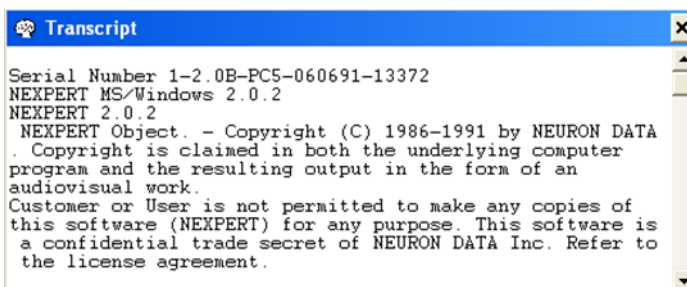 Transcript
Serial Number 1-2.0B-PC5-060691-13372
NEXPERT MS/Windows 2.0.2
NEXPERT 2.0.2
 NEXPERT Object. - Copyright (C) 1986-1991 by NEURON DATA
. Copyright is claimed in both the underlying computer
program and the resulting output in the form of an
audiovisual work.
Customer or User is not permitted to make any copies of
this software (NEXPERT) for any purpose. This software is
 a confidential trade secret of NEURON DATA Inc. Refer to
 the license agreement.